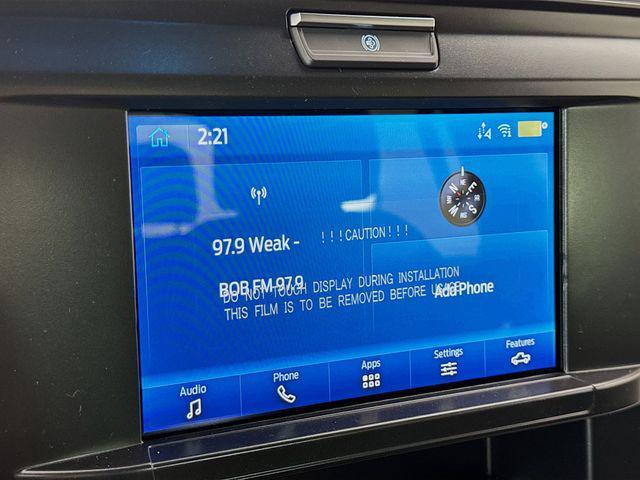 2:21
N
E
W
S
97.9 Weak -
! ! ! CAUTION ! ! !
BOB FM 97.9
DO NOT TOUCH DISPLAY DURING INSTALLATION
Add Phone
THIS FILM IS TO BE REMOVED BEFORE USAGE
Audio
Phone
Apps
Settings
Features